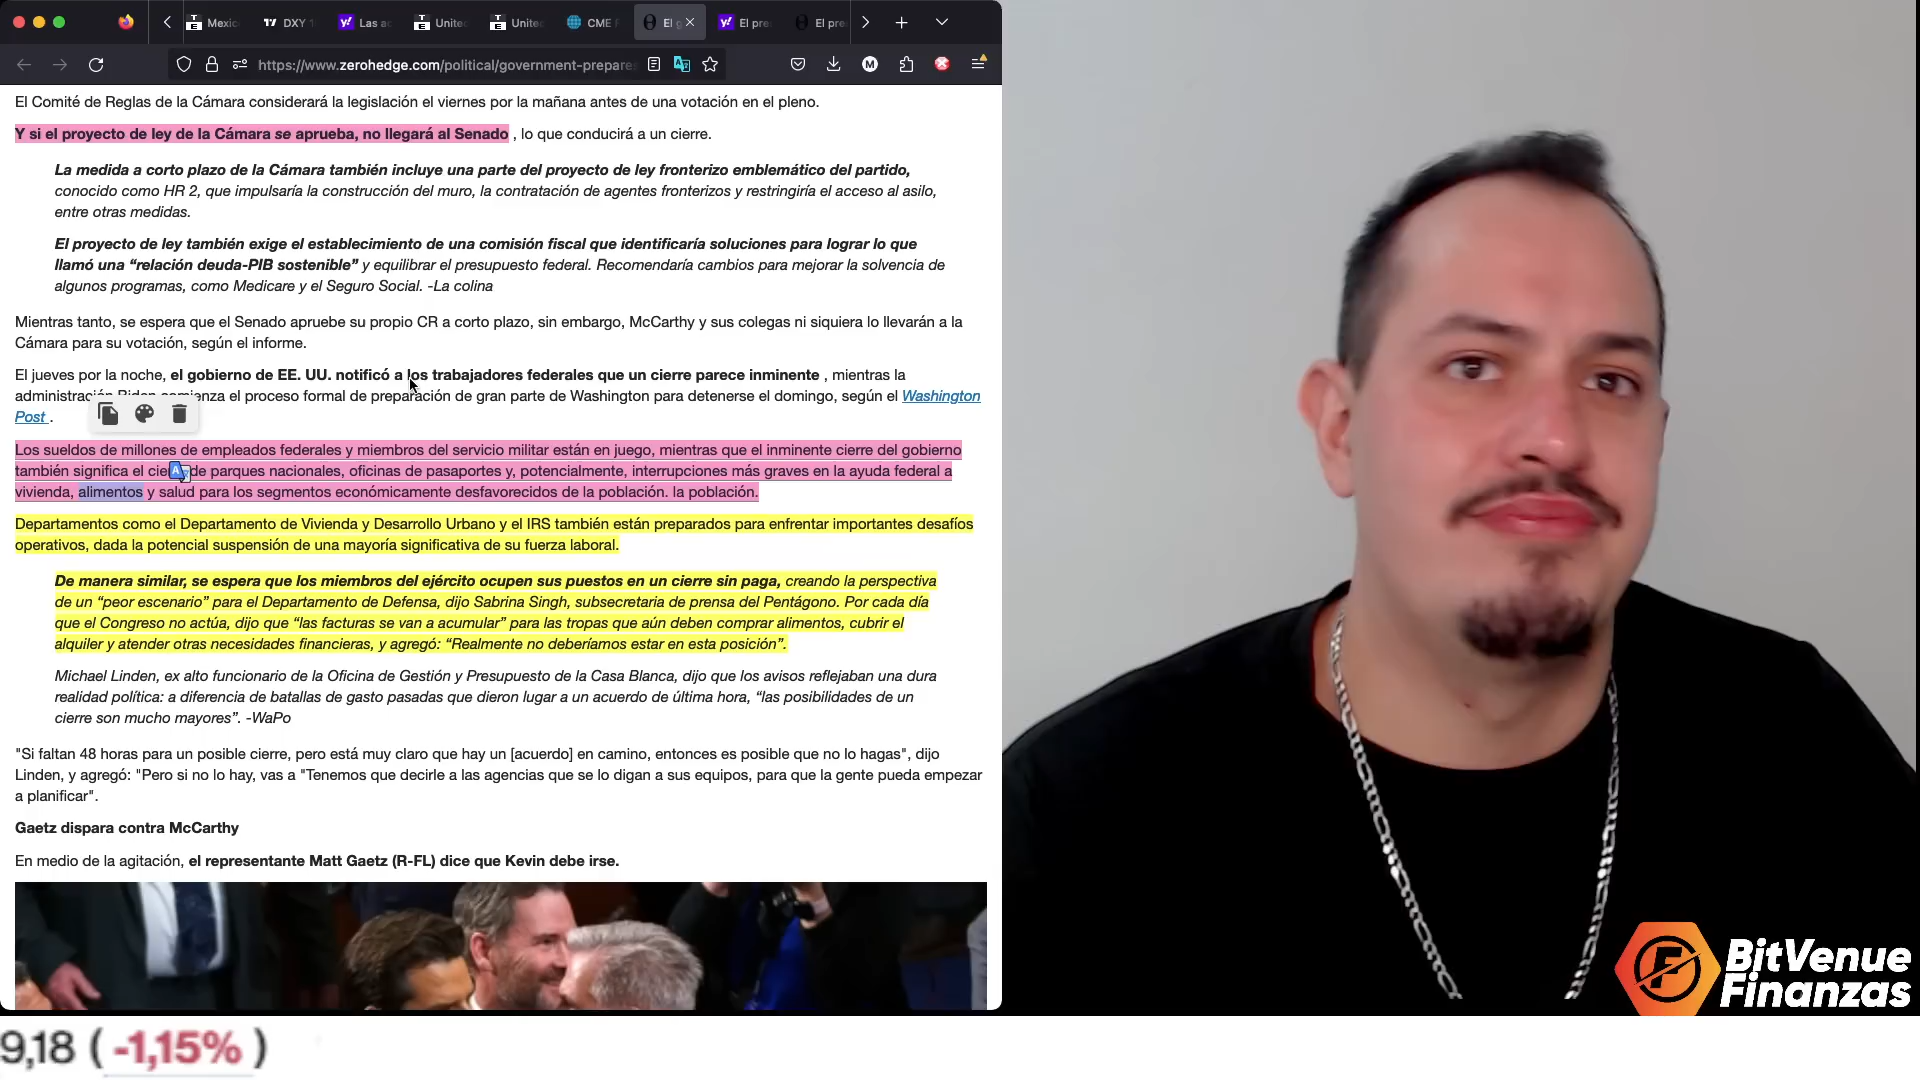 Mexic
DXY
Las ac
Unite
Unite
CME F
El g
El pre
El pre
https://www.zerohedge.com/political/government-prepares
El Comité de Reglas de la Cámara considerará la legislación el viernes por la mañana antes de una votación en el pleno.
Y si el proyecto de ley de la Cámara se aprueba, no llegará al Senado , lo que conducirá a un cierre.
La medida a corto plazo de la Cámara también incluye una parte del proyecto de ley fronterizo emblemático del partido,
conocido como HR 2, que impulsaría la construcción del muro, la contratación de agentes fronterizos y restringiría el acceso al asilo,
entre otras medidas.
El proyecto de ley también exige el establecimiento de una comisión fiscal que identificaría soluciones para lograr lo que
llamó una “relación deuda-PIB sostenible” y equilibrar el presupuesto federal. Recomendaría cambios para mejorar la solvencia de
algunos programas, como Medicare y el Seguro Social. -La colina
Mientras tanto, se espera que el Senado apruebe su propio CR a corto plazo, sin embargo, McCarthy y sus colegas ni siquiera lo llevarán a la
Cámara para su votación, según el informe.
El jueves por la noche, el gobierno de EE. UU. notificó a los trabajadores federales que un cierre parece inminente , mientras la
administración Biden comienza el proceso formal de preparación de gran parte de Washington para detenerse el domingo, según el Washington
Post .
Los sueldos de millones de empleados federales y miembros del servicio militar están en juego, mientras que el inminente cierre del gobierno
también significa el cie de parques nacionales, oficinas de pasaportes y, potencialmente, interrupciones más graves en la ayuda federal a
vivienda, alimentos y salud para los segmentos económicamente desfavorecidos de la población. la población.
Departamentos como el Departamento de Vivienda y Desarrollo Urbano y el IRS también están preparados para enfrentar importantes desafíos
operativos, dada la potencial suspensión de una mayoría significativa de su fuerza laboral.
De manera similar, se espera que los miembros del ejército ocupen sus puestos en un cierre sin paga, creando la perspectiva
de un “peor escenario” para el Departamento de Defensa, dijo Sabrina Singh, subsecretaria de prensa del Pentágono. Por cada día
que el Congreso no actúa, dijo que “las facturas se van a acumular” para las tropas que aún deben comprar alimentos, cubrir el
alquiler y atender otras necesidades financieras, y agregó: “Realmente no deberíamos estar en esta posición”.
Michael Linden, ex alto funcionario de la Oficina de Gestión y Presupuesto de la Casa Blanca, dijo que los avisos reflejaban una dura
realidad política: a diferencia de batallas de gasto pasadas que dieron lugar a un acuerdo de última hora, “las posibilidades de un
cierre son mucho mayores”. -WaPo
"Si faltan 48 horas para un posible cierre, pero está muy claro que hay un [acuerdo] en camino, entonces es posible que no lo hagas", dijo
Linden, y agregó: "Pero si no lo hay, vas a "Tenemos que decirle a las agencias que se lo digan a sus equipos, para que la gente pueda empezar
a planificar".
Gaetz dispara contra McCarthy
En medio de la agitación, el representante Matt Gaetz (R-FL) dice que Kevin debe irse.
BitVenue
Finanzas
9,18 ( -1,15% )